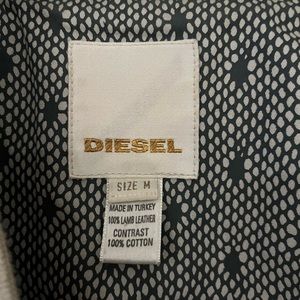 DIESEL
SIZE M
MADE IN TURKEY
100% LAMB LEATHER
CONTRAST
100% COTTON